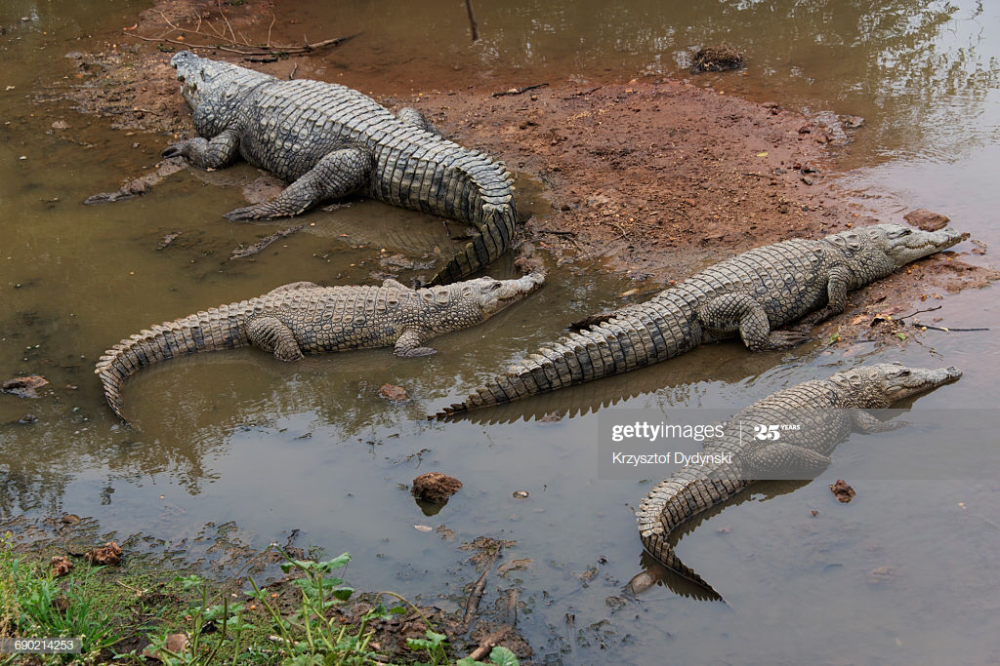 gettyimages | 25 YEARS
Krzysztof Dydynski
690214253